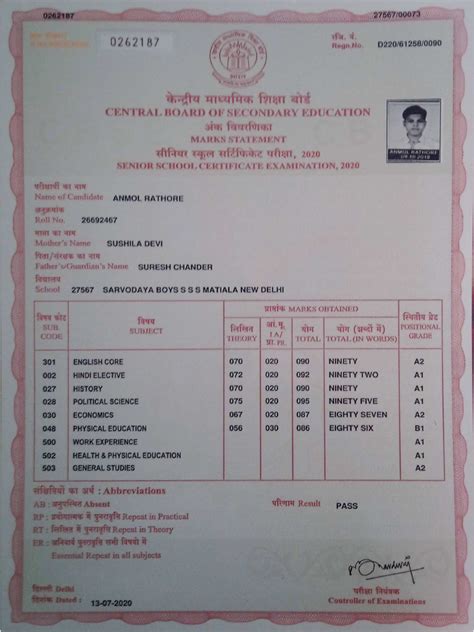 0262187 27567/00073
0262187 रजि. सं. Regn.No. D220/61256/0090
केन्द्रीय माध्यमिक शिक्षा बोर्ड
CENTRAL BOARD OF SECONDARY EDUCATION
अंक विवरणिका
MARKS STATEMENT
सीनियर स्कूल सर्टिफिकेट परीक्षा, 2020
SENIOR SCHOOL CERTIFICATE EXAMINATION, 2020
ANMOL RATHORE
परीक्षार्थी का नाम
Name of Candidate ANMOL RATHORE
अनुक्रमांक
Roll No. 26692467
माता का नाम
Mother's Name SUSHILA DEVI
पिता/संरक्षक का नाम
Father's/Guardian's Name SURESH CHANDER
विद्यालय
School 27567 SARVODAYA BOYS S S S MATIALA NEW DELHI
विषय कोड SUB. CODE
विषय SUBJECT
प्राप्तांक MARKS OBTAINED
लिखित THEORY
आं.मू./प्रा. IA/PR.
योग TOTAL
योग (शब्दों में) TOTAL (IN WORDS)
स्थितीय ग्रेड POSITIONAL GRADE
301 ENGLISH CORE 070 020 090 NINETY A2
002 HINDI ELECTIVE 072 020 092 NINETY TWO A1
027 HISTORY 070 020 090 NINETY A1
028 POLITICAL SCIENCE 075 020 095 NINETY FIVE A1
030 ECONOMICS 067 020 087 EIGHTY SEVEN A2
048 PHYSICAL EDUCATION 056 030 086 EIGHTY SIX B1
500 WORK EXPERIENCE A1
502 HEALTH & PHYSICAL EDUCATION A1
503 GENERAL STUDIES A2
संक्षिप्तियों का अर्थ : Abbreviations परिणाम Result PASS
AB : अनुपस्थित Absent
RP : प्रयोगात्मक में पुनरावृत्ति Repeat in Practical
RT : लिखित में पुनरावृत्ति Repeat in Theory
ER : अनिवार्य पुनरावृत्ति सभी विषयों में
Essential Repeat in all subjects
दिल्ली Delhi
दिनांक Dated : 13-07-2020
परीक्षा नियंत्रक
Controller of Examinations